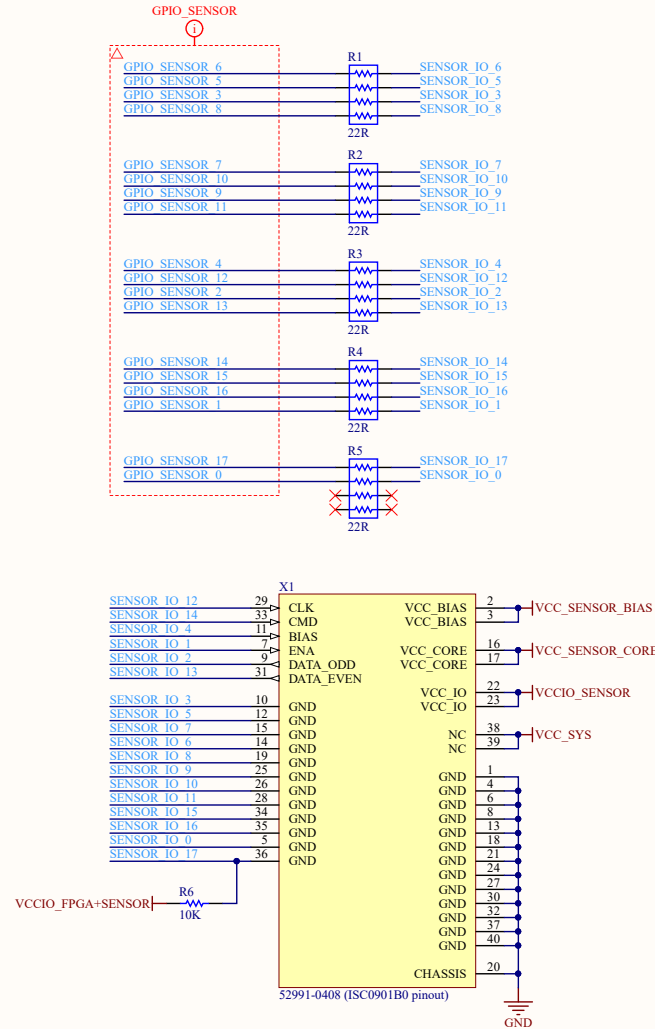 GPIO_SENSOR
i
R1
GPIO_SENSOR_6 SENSOR_IO_6
GPIO_SENSOR_5 SENSOR_IO_5
GPIO_SENSOR_3 SENSOR_IO_3
GPIO_SENSOR_8 SENSOR_IO_8
22R
R2
GPIO_SENSOR_7 SENSOR_IO_7
GPIO_SENSOR_10 SENSOR_IO_10
GPIO_SENSOR_9 SENSOR_IO_9
GPIO_SENSOR_11 SENSOR_IO_11
22R
R3
GPIO_SENSOR_4 SENSOR_IO_4
GPIO_SENSOR_12 SENSOR_IO_12
GPIO_SENSOR_2 SENSOR_IO_2
GPIO_SENSOR_13 SENSOR_IO_13
22R
R4
GPIO_SENSOR_14 SENSOR_IO_14
GPIO_SENSOR_15 SENSOR_IO_15
GPIO_SENSOR_16 SENSOR_IO_16
GPIO_SENSOR_1 SENSOR_IO_1
22R
R5
GPIO_SENSOR_17 SENSOR_IO_17
GPIO_SENSOR_0 SENSOR_IO_0
22R
X1
SENSOR_IO_12 29 CLK VCC_BIAS 2 VCC_SENSOR_BIAS
SENSOR_IO_14 33 CMD VCC_BIAS 3
SENSOR_IO_4 11 BIAS
SENSOR_IO_1 7 ENA VCC_CORE 16 VCC_SENSOR_CORE
SENSOR_IO_2 9 DATA_ODD VCC_CORE 17
SENSOR_IO_13 31 DATA_EVEN
VCC_IO 22 VCCIO_SENSOR
SENSOR_IO_3 10 GND VCC_IO 23
SENSOR_IO_5 12 GND
SENSOR_IO_7 15 GND NC 38 VCC_SYS
SENSOR_IO_6 14 GND NC 39
SENSOR_IO_8 19 GND
SENSOR_IO_9 25 GND GND 1
SENSOR_IO_10 26 GND GND 4
SENSOR_IO_11 28 GND GND 6
SENSOR_IO_15 34 GND GND 8
SENSOR_IO_16 35 GND GND 13
SENSOR_IO_0 5 GND GND 18
SENSOR_IO_17 36 GND GND 21
GND 24
GND 27
VCCIO_FPGA+SENSOR R6 GND 30
10K GND 32
GND 37
GND 40
CHASSIS 20
52991-0408 (ISC0901B0 pinout)
GND